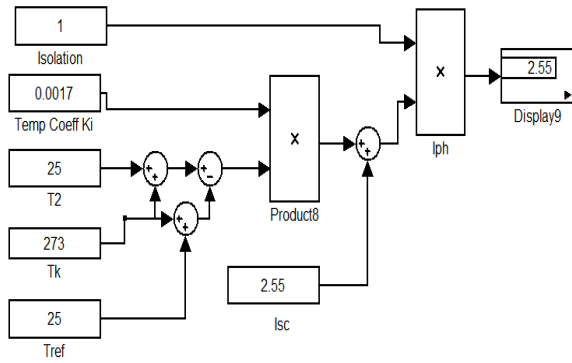 1
Isolation
0.0017
Temp Coeff Ki
25
T2
273
Tk
25
Tref
x
Product8
2.55
Isc
x
Iph
2.55
Display9